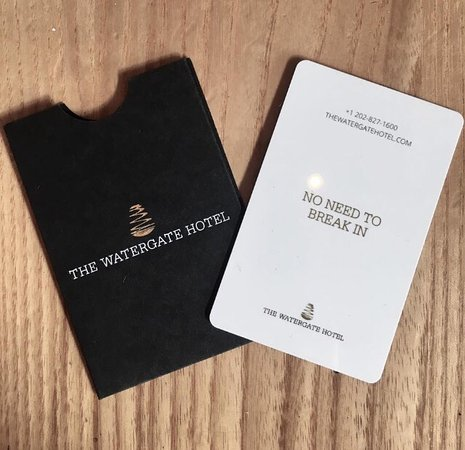 THE WATERGATE HOTEL
+1 202-827-1600
THEWATERGATEHOTEL.COM
NO NEED TO
BREAK IN
THE WATERGATE HOTEL